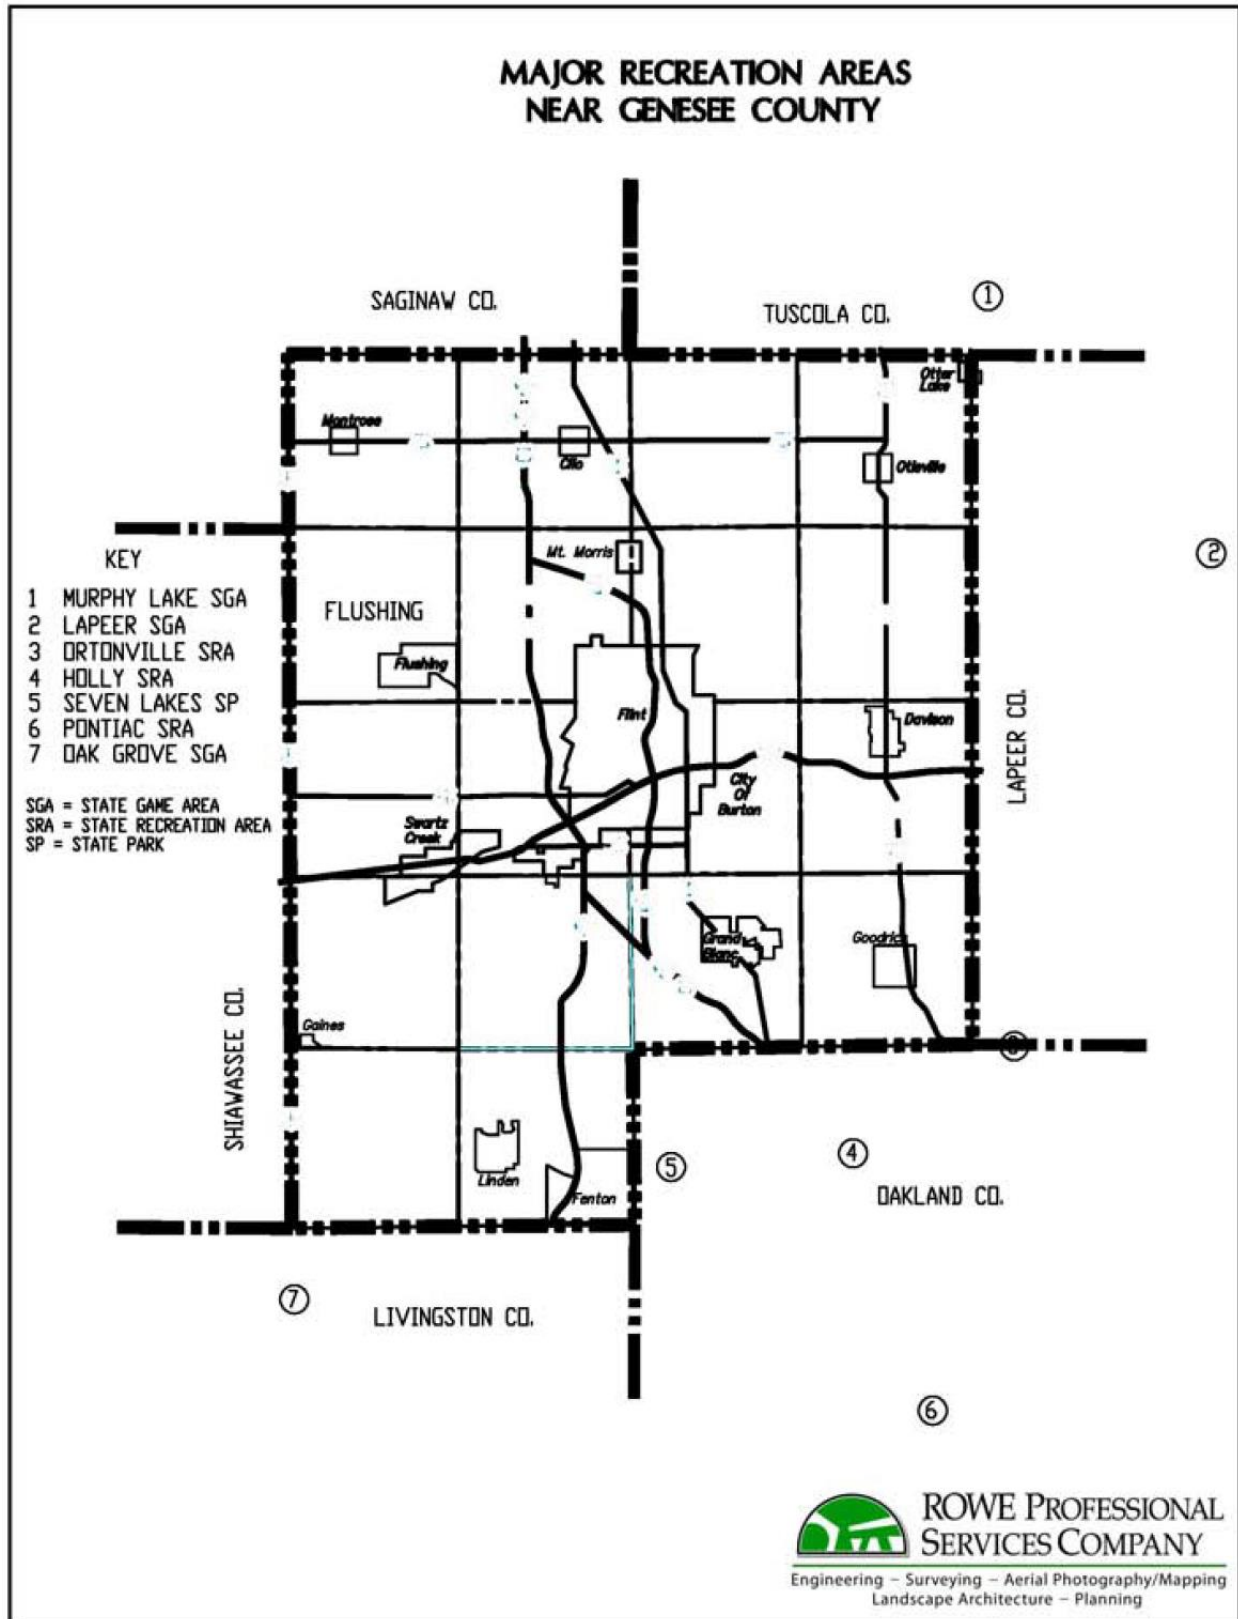 MAJOR RECREATION AREAS
NEAR GENESEE COUNTY
SAGINAW CO.
TUSCOLA CO.
1
Otter
Lake
Montrose
Clio
Otisville
Mt. Morris
2
KEY
1 MURPHY LAKE SGA
2 LAPEER SGA
3 ORTONVILLE SRA
4 HOLLY SRA
5 SEVEN LAKES SP
6 PONTIAC SRA
7 OAK GROVE SGA
SGA = STATE GAME AREA
SRA = STATE RECREATION AREA
SP = STATE PARK
FLUSHING
Flushing
Flint
Davison
LAPEER CO.
City
Of
Burton
Swartz
Creek
Grand
Blanc
Goodrich
SHIAWASSEE CO.
Gaines
3
Linden
Fenton
5
4
OAKLAND CO.
7
LIVINGSTON CO.
6
ROWE PROFESSIONAL
SERVICES COMPANY
Engineering – Surveying – Aerial Photography/Mapping
Landscape Architecture – Planning